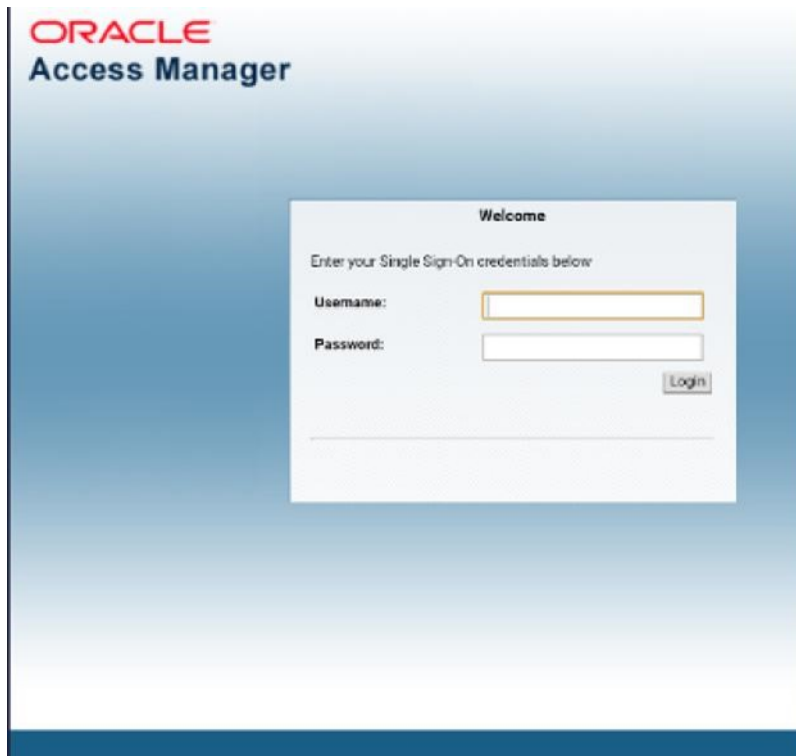 ORACLE
Access Manager
Welcome
Enter your Single Sign-On credentials below
Username:
Password:
Login